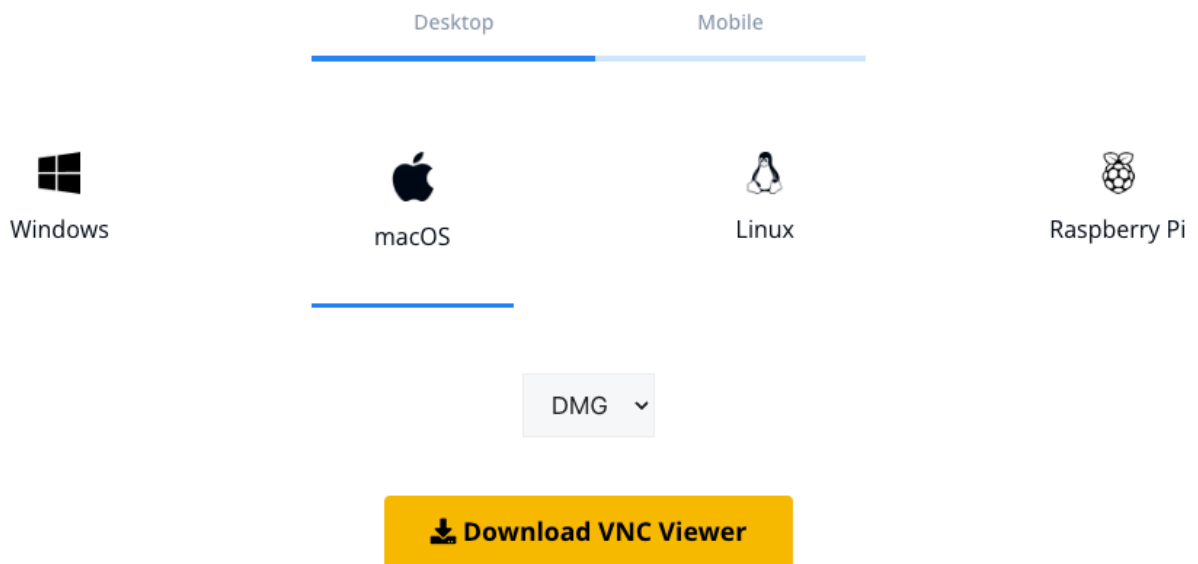 Desktop Mobile
Windows macOS Linux Raspberry Pi
DMG
Download VNC Viewer